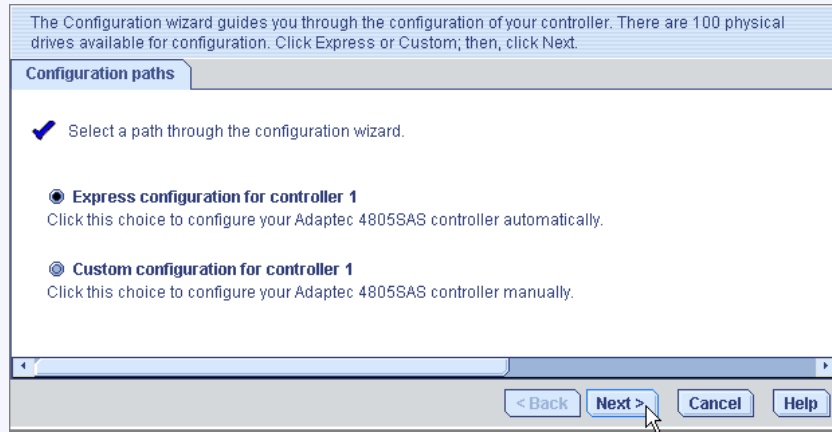 The Configuration wizard guides you through the configuration of your controller. There are 100 physical
drives available for configuration. Click Express or Custom; then, click Next.
Configuration paths
Select a path through the configuration wizard.
Express configuration for controller 1
Click this choice to configure your Adaptec 4805SAS controller automatically.
Custom configuration for controller 1
Click this choice to configure your Adaptec 4805SAS controller manually.
< Back Next > Cancel Help